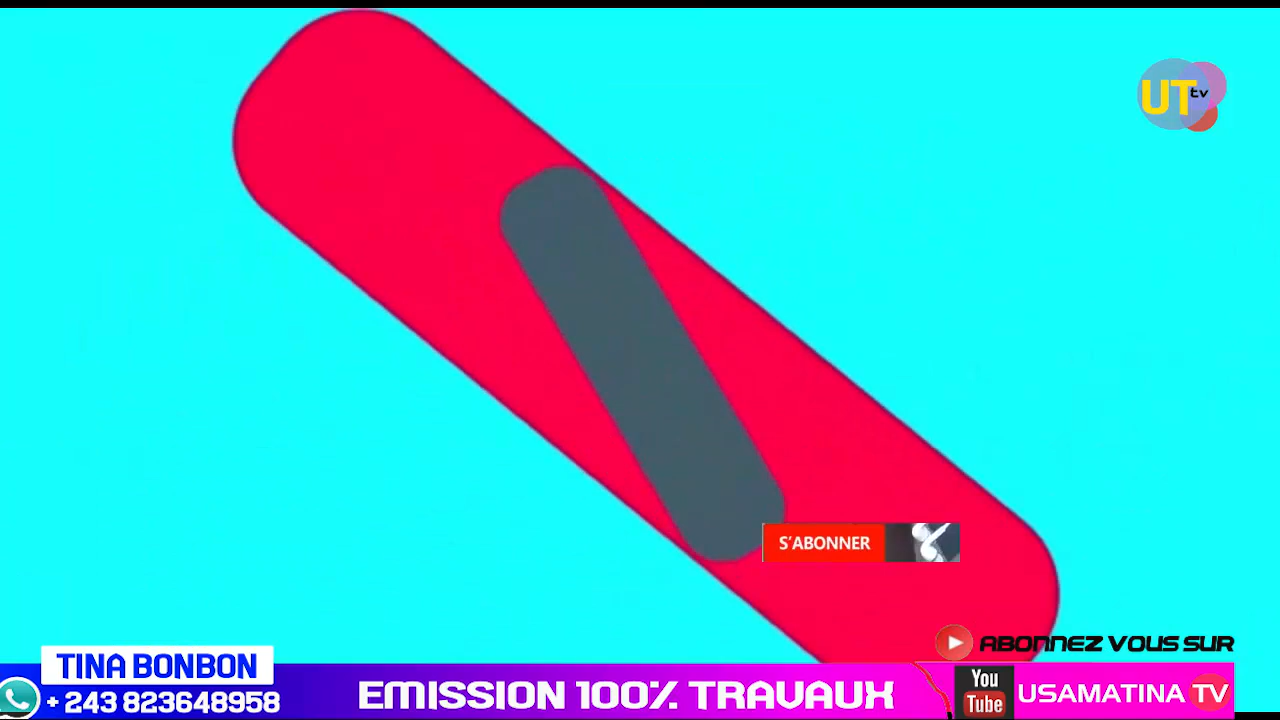 UTtv
S'ABONNER
ABONNEZ VOUS SUR
TINA BONBON
+ 243 823648958
EMISSION 100% TRAVAUX
You Tube
USAMATINA TV